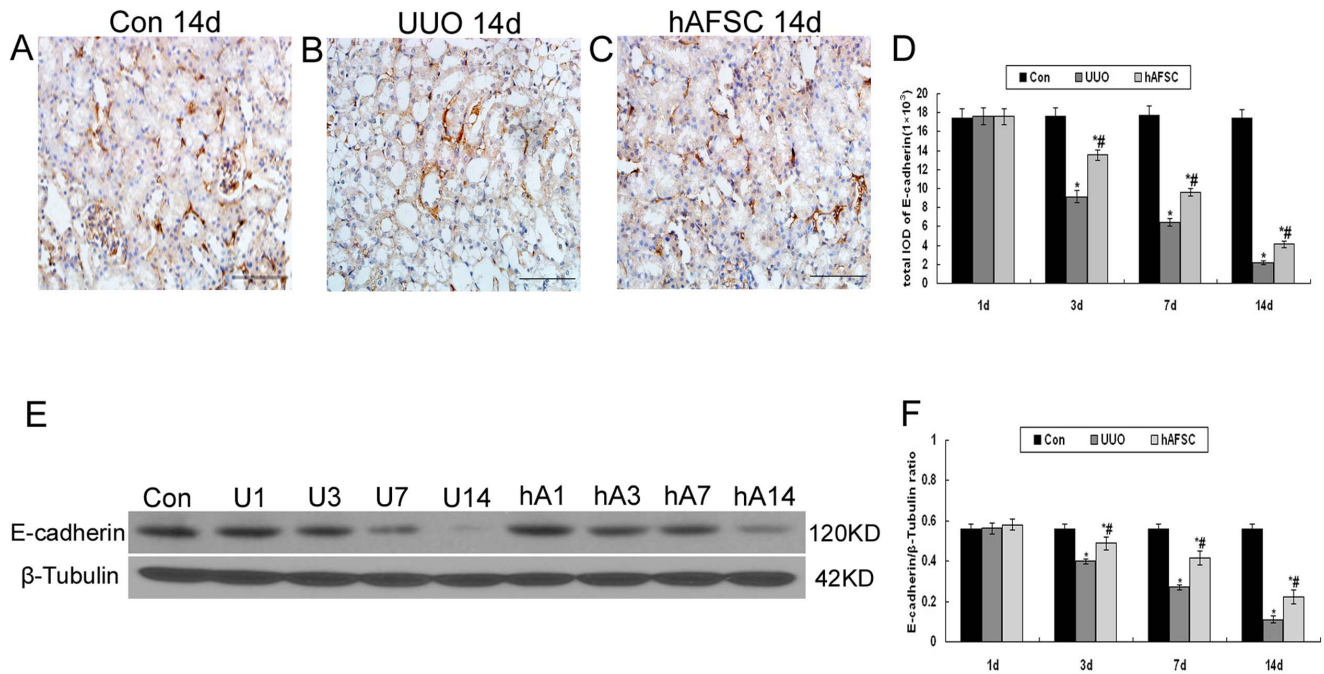 A
Con 14d
B
UUO 14d
C
hAFSC 14d
D
Con UUO hAFSC
total IOD of E-cadherin(1×10³)
20
18
16
14
12
10
8
6
4
2
0
*
*#
*
*#
*
*#
1d 3d 7d 14d
E
Con U1 U3 U7 U14 hA1 hA3 hA7 hA14
E-cadherin 120KD
β-Tubulin 42KD
F
Con UUO hAFSC
E-cadherin/β-Tubulin ratio
1
0.8
0.6
0.4
0.2
0
*
*#
*
*#
*
*#
1d 3d 7d 14d